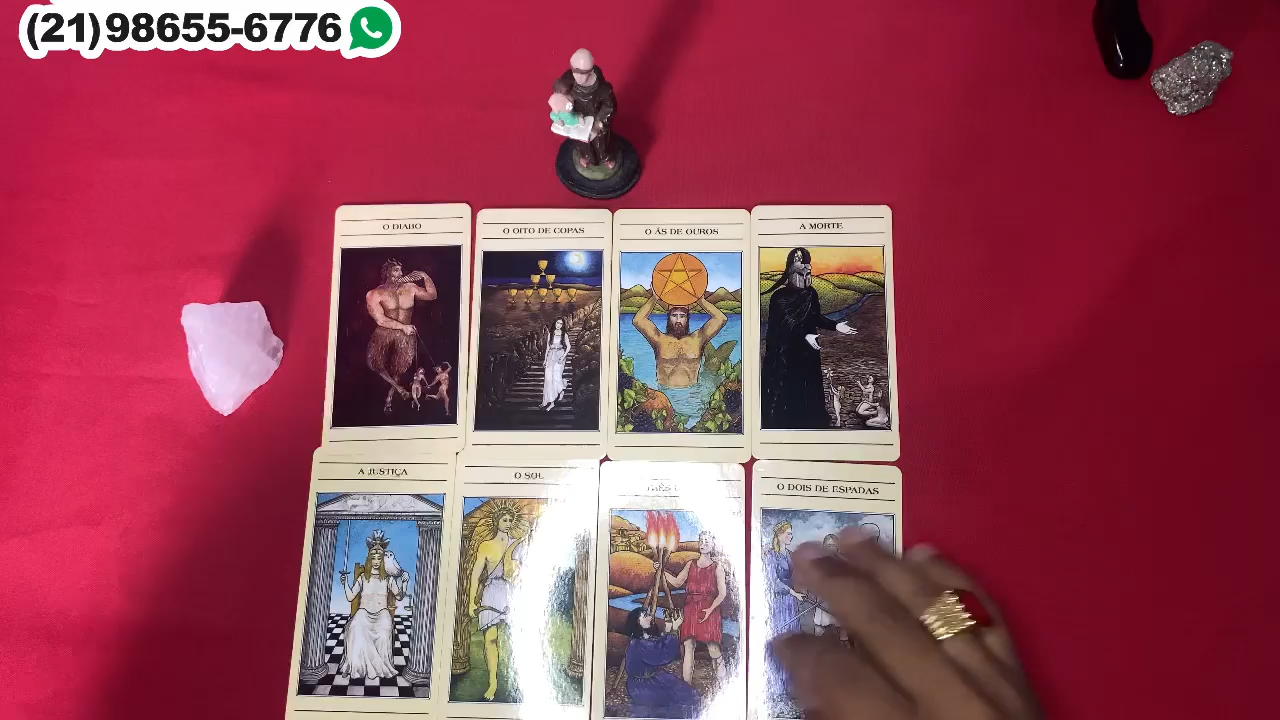 (21)98655-6776
O DIABO
O OITO DE COPAS
O ÁS DE OUROS
A MORTE
A JUSTIÇA
O SOL
O DOIS DE ESPADAS